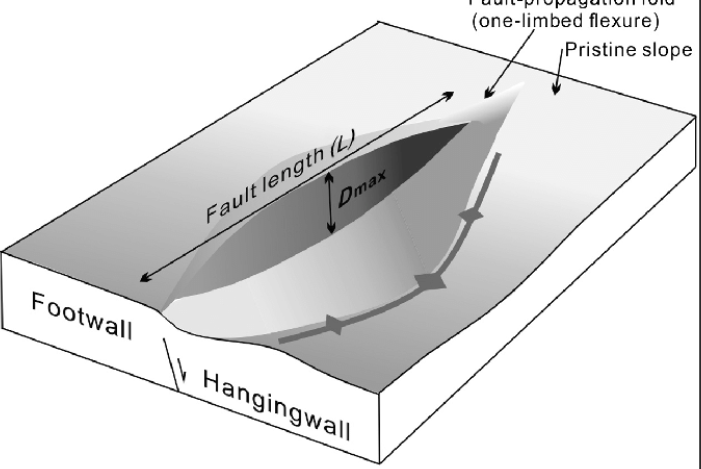 Fault-propagation fold
(one-limbed flexure)
Pristine slope
Fault length (L)
Dmax
Footwall
Hangingwall